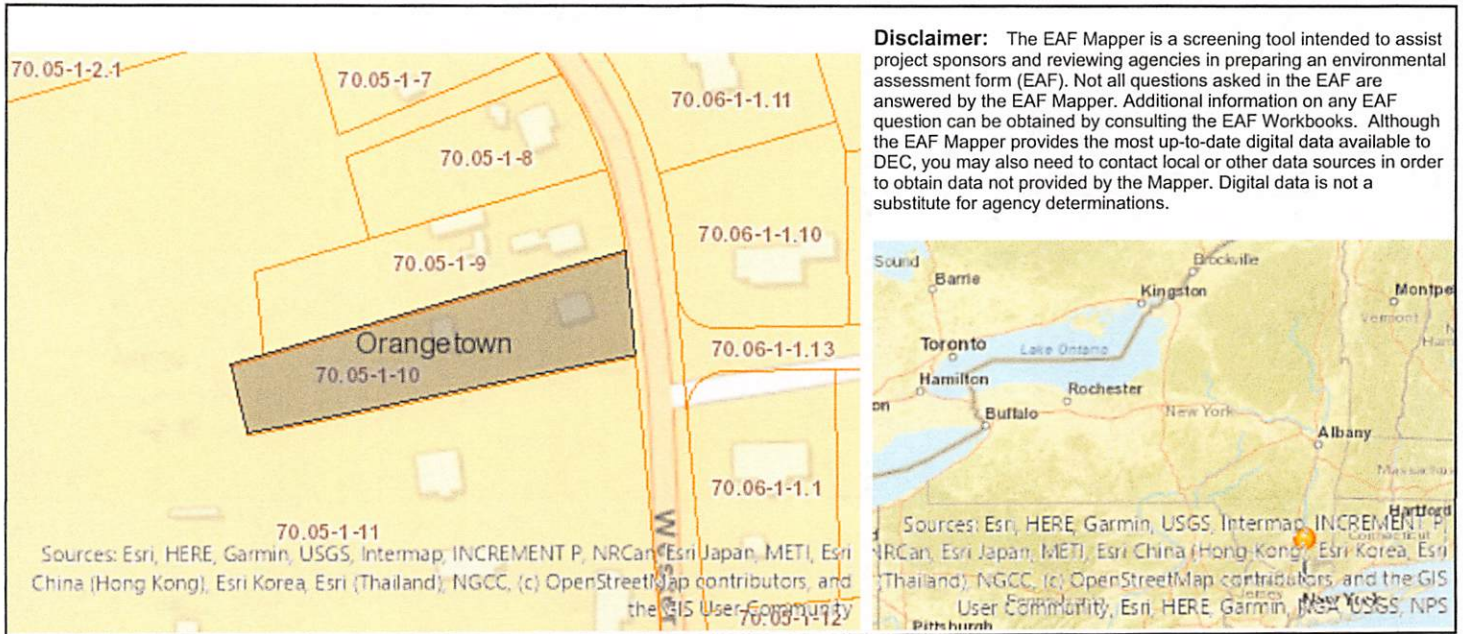 Disclaimer: The EAF Mapper is a screening tool intended to assist
project sponsors and reviewing agencies in preparing an environmental
assessment form (EAF). Not all questions asked in the EAF are
answered by the EAF Mapper. Additional information on any EAF
question can be obtained by consulting the EAF Workbooks. Although
the EAF Mapper provides the most up-to-date digital data available to
DEC, you may also need to contact local or other data sources in order
to obtain data not provided by the Mapper. Digital data is not a
substitute for agency determinations.
70.05-1-2.1
70.05-1-7
70.06-1-1.11
70.05-1-8
70.06-1-1.10
70.05-1-9
Orangetown
70.05-1-10
70.06-1-1.13
70.06-1-1.1
70.05-1-11
Sources: Esri, HERE, Garmin, USGS, Intermap, INCREMENT P, NRCan, Esri Japan, METI, Esri
China (Hong Kong), Esri Korea, Esri (Thailand), NGCC, (c) OpenStreetMap contributors, and
the GIS User Community
70.05-1-12
Sound
Barrie
Brockville
Kingston
Montpe
Vermont
Toronto
Lake Ontario
Hamilton
Rochester
Buffalo
New York
Albany
Hartford
Connecticut
Sources: Esri, HERE, Garmin, USGS, Intermap, INCREMENT P,
NRCan, Esri Japan, METI, Esri China (Hong Kong), Esri Korea, Esri
(Thailand), NGCC, (c) OpenStreetMap contributors, and the GIS
User Community, Esri, HERE, Garmin, NGA, USGS, NPS
New York
Pittsburgh